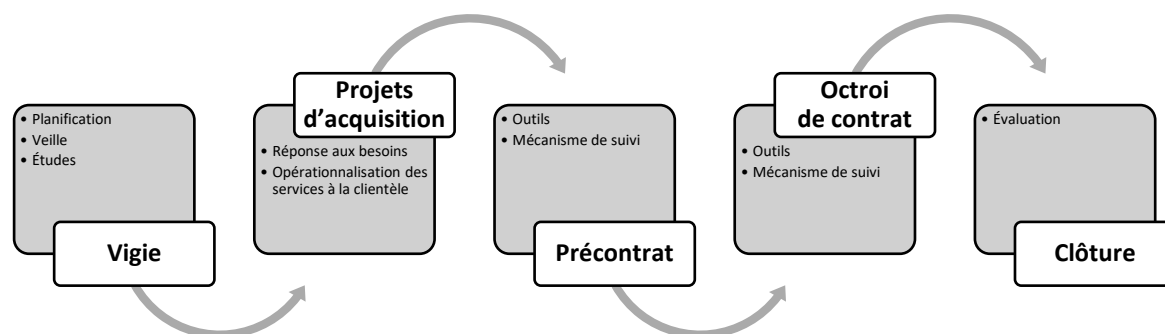 • Planification
• Veille
• Études
Vigie
Projets
d'acquisition
• Réponse aux besoins
• Opérationnalisation des
services à la clientèle
• Outils
• Mécanisme de suivi
Précontrat
Octroi
de contrat
• Outils
• Mécanisme de suivi
• Évaluation
Clôture